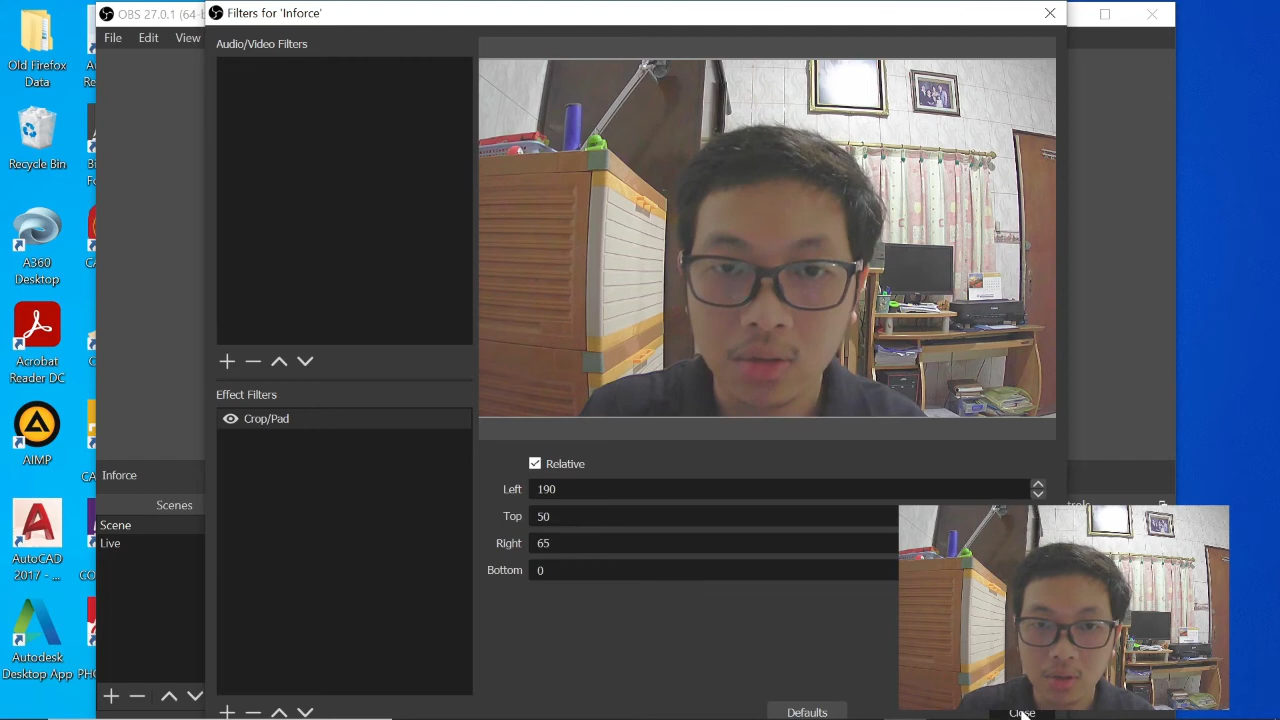 OBS 27.0.1 (64-b
Filters for 'Inforce'
File Edit View
Audio/Video Filters
Old Firefox
Data
Recycle Bin
A360
Desktop
Acrobat
Reader DC
AIMP
AutoCAD
2017 - ...
Autodesk
Desktop App
Effect Filters
Crop/Pad
Relative
Left 190
Top 50
Right 65
Bottom 0
Inforce
Scenes
Scene
Live
Defaults
Close